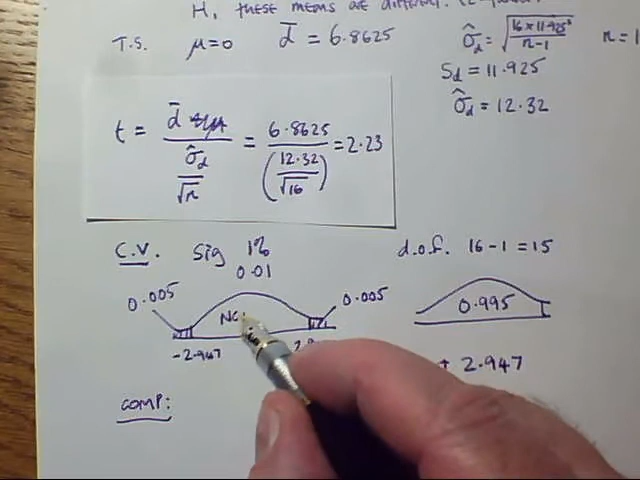 H, these means are different. (2-tailed)
T.S. μ=0 d̄ = 6.8625 σ̂d = √(16×11.925²/n-1) n=1
Sd = 11.925
σ̂d = 12.32
t = d̄/(σ̂d/√n) = 6.8625/(12.32/√16) = 2.23
C.V. Sig 1% d.o.f. 16-1=15
0.01
0.005 0.005 0.995
-2.947 2.947
COMP: